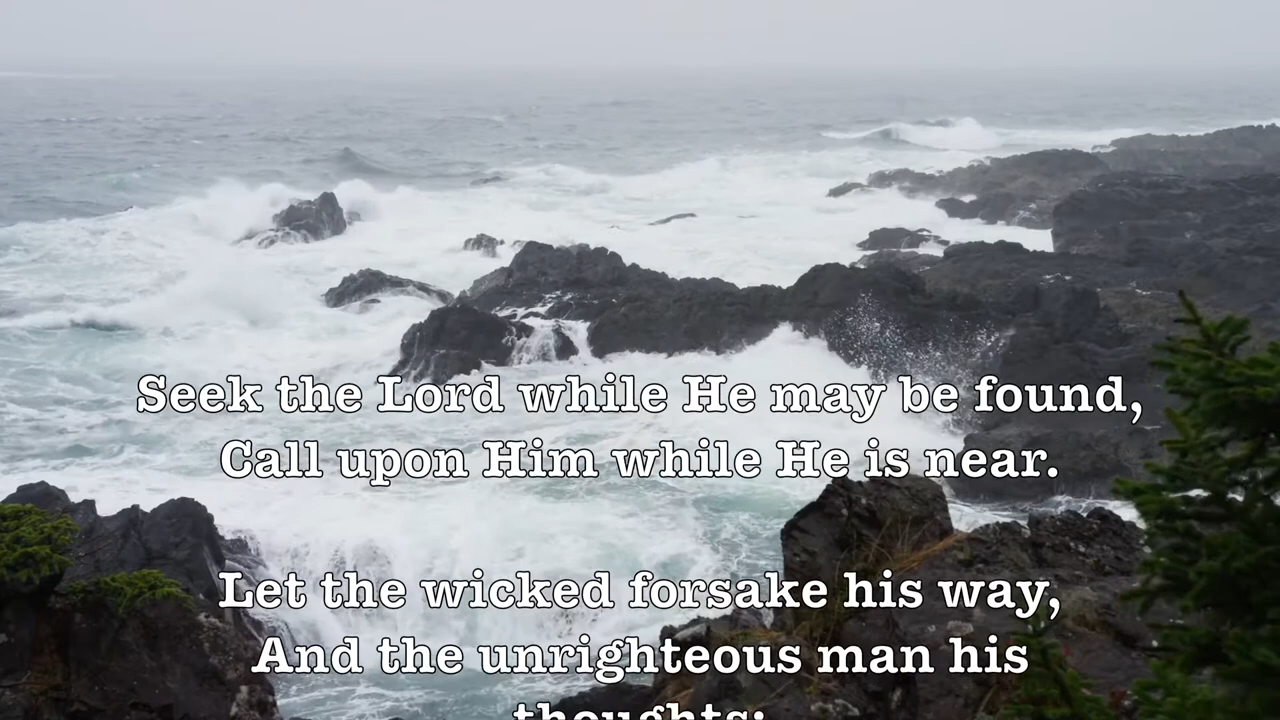 Seek the Lord while He may be found,
Call upon Him while He is near.
Let the wicked forsake his way,
And the unrighteous man his
thoughts;